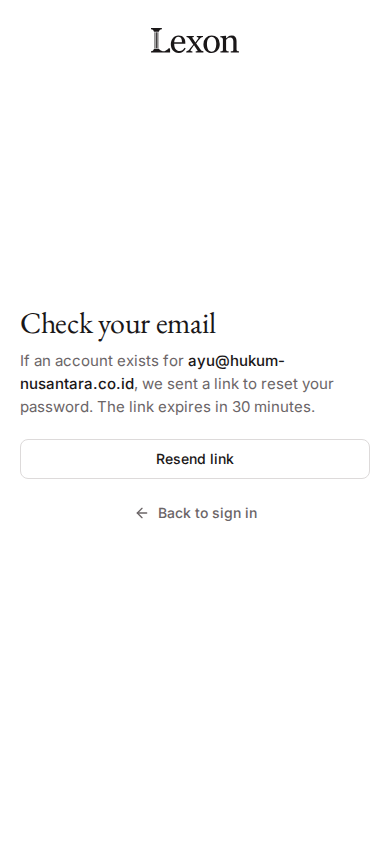 Lexon
Check your email
If an account exists for ayu@hukum-
nusantara.co.id, we sent a link to reset your
password. The link expires in 30 minutes.
Resend link
← Back to sign in